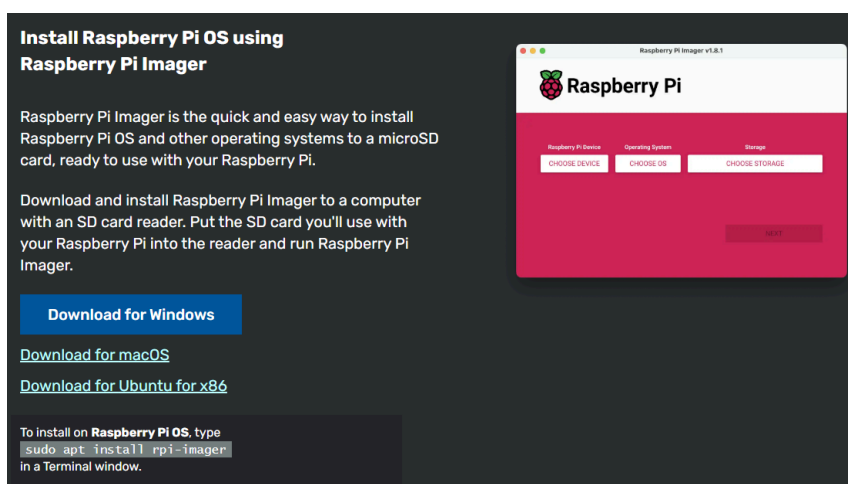 Install Raspberry Pi OS using
Raspberry Pi Imager
Raspberry Pi Imager is the quick and easy way to install
Raspberry Pi OS and other operating systems to a microSD
card, ready to use with your Raspberry Pi.
Download and install Raspberry Pi Imager to a computer
with an SD card reader. Put the SD card you'll use with
your Raspberry Pi into the reader and run Raspberry Pi
Imager.
Download for Windows
Download for macOS
Download for Ubuntu for x86
To install on Raspberry Pi OS, type
sudo apt install rpi-imager
in a Terminal window.
Raspberry Pi Imager v1.8.1
Raspberry Pi
Raspberry Pi Device Operating System Storage
CHOOSE DEVICE CHOOSE OS CHOOSE STORAGE
NEXT